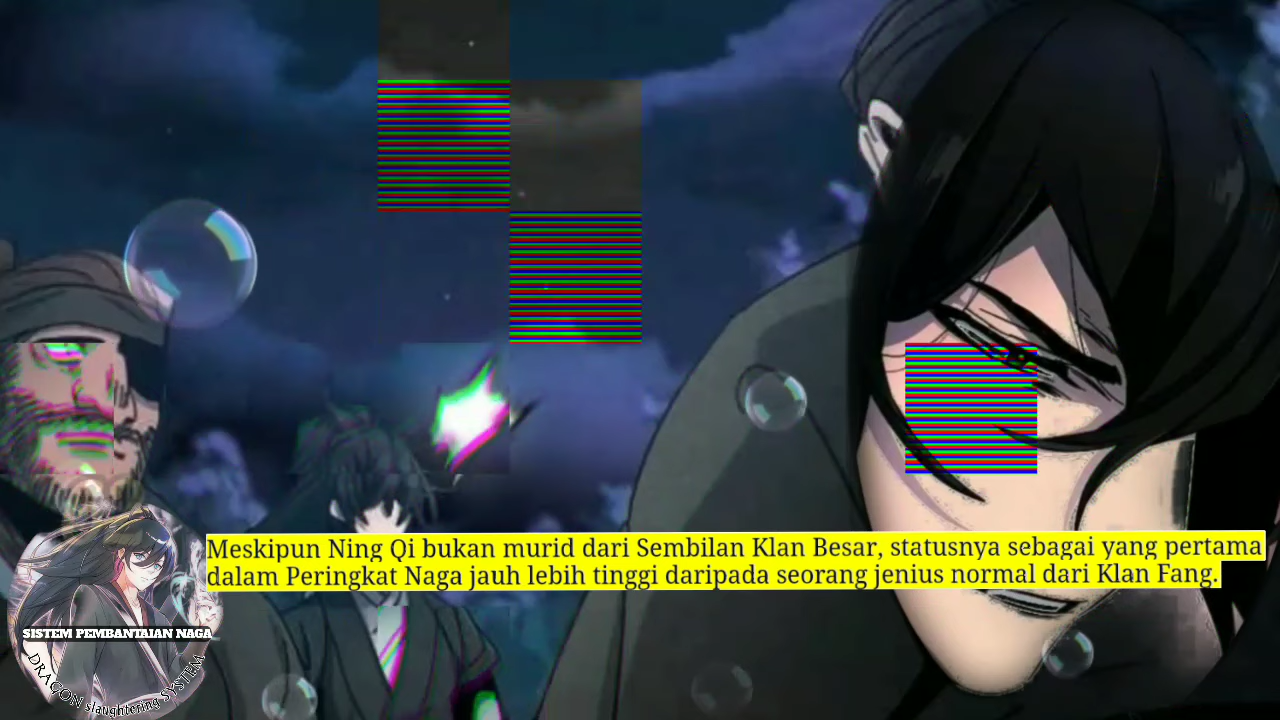 Meskipun Ning Qi bukan murid dari Sembilan Klan Besar, statusnya sebagai yang pertama
dalam Peringkat Naga jauh lebih tinggi daripada seorang jenius normal dari Klan Fang.
SISTEM PEMBANTAIAN NAGA
DRAGON slaughtering SYSTEM